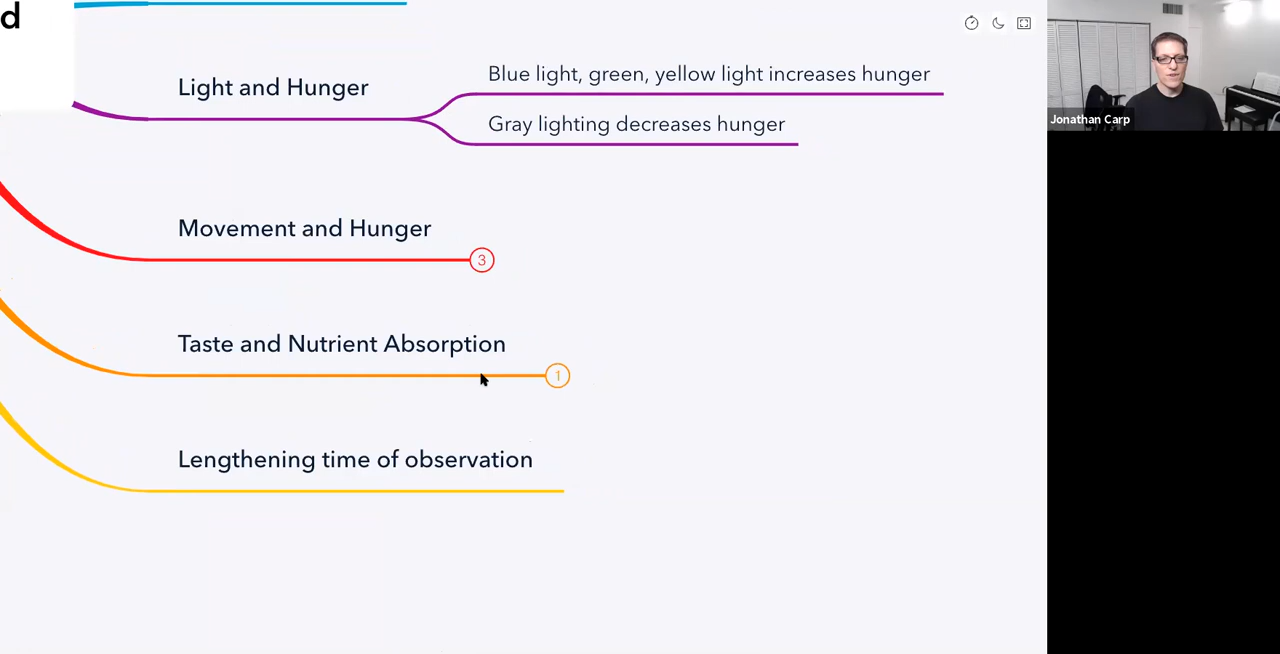 d
Light and Hunger
Blue light, green, yellow light increases hunger
Gray lighting decreases hunger
Movement and Hunger
3
Taste and Nutrient Absorption
1
Lengthening time of observation
Jonathan Carp